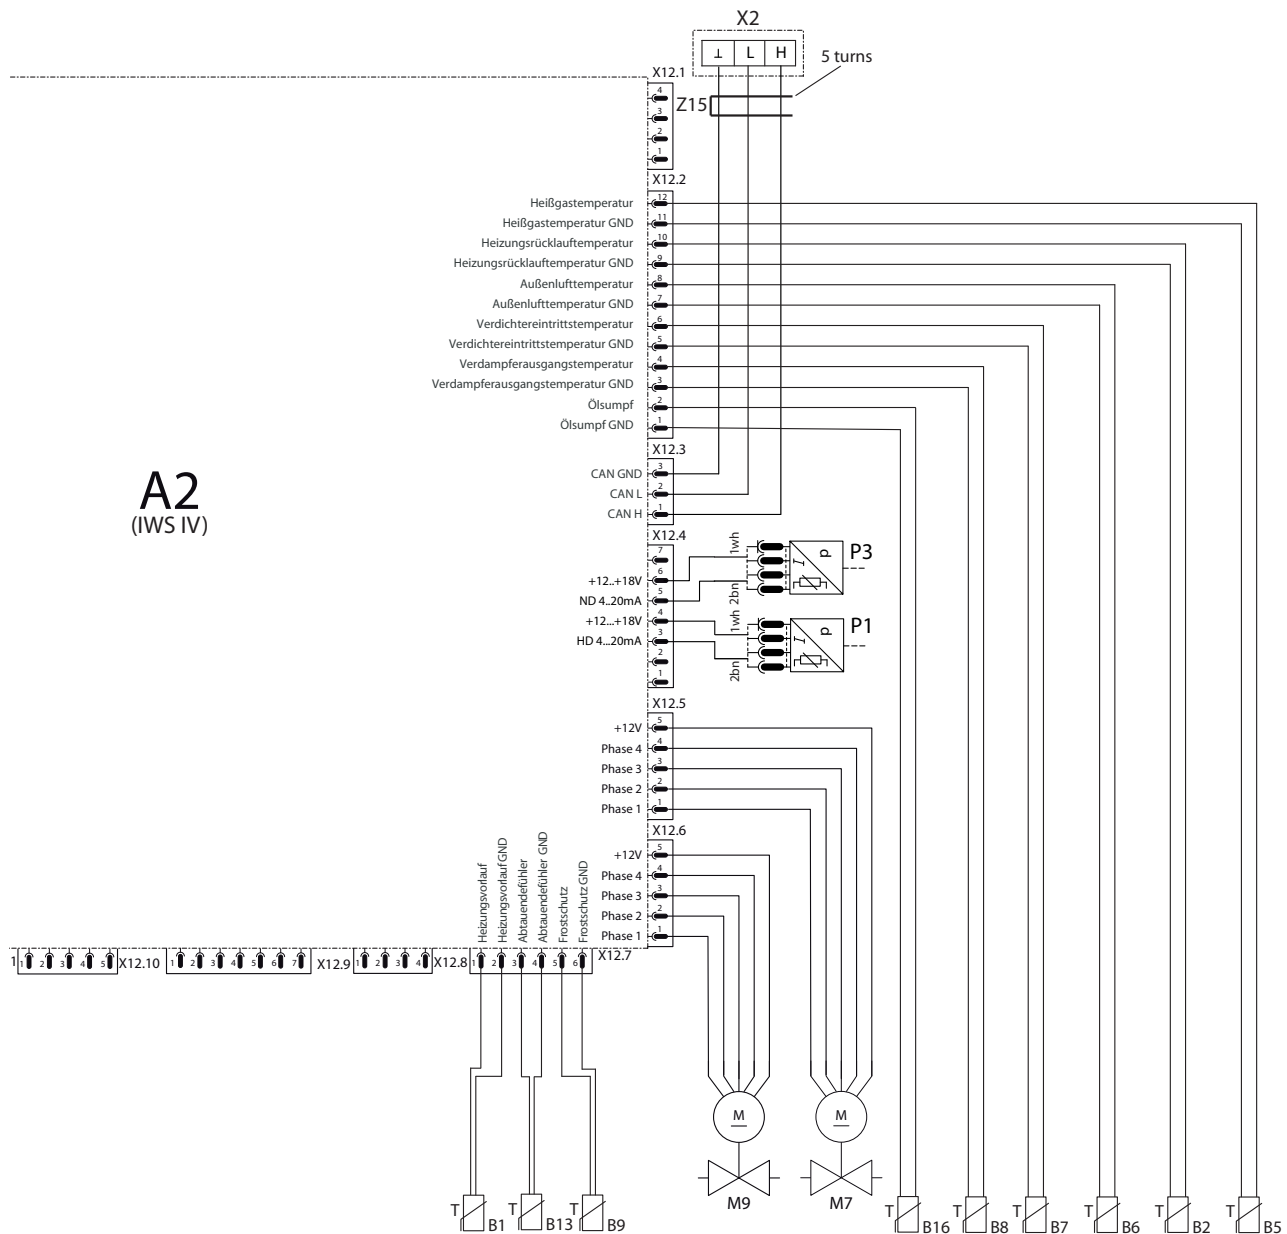 X2
⊥ L H
5 turns
X12.1
Z15
4
3
2
1
X12.2
Heißgastemperatur 12
Heißgastemperatur GND 11
Heizungsrücklauftemperatur 10
Heizungsrücklauftemperatur GND 9
Außenlufttemperatur 8
Außenlufttemperatur GND 7
Verdichtereintrittstemperatur 6
Verdichtereintrittstemperatur GND 5
Verdampferausgangstemperatur 4
Verdampferausgangstemperatur GND 3
Ölsumpf 2
Ölsumpf GND 1
X12.3
CAN GND 3
CAN L 2
CAN H 1
A2
(IWS IV)
X12.4
7
+12..+18V 6
ND 4..20mA 5
+12...+18V 4
HD 4...20mA 3
2
1
1wh
2bn
p
I
P3
1wh
2bn
p
I
P1
X12.5
+12V 5
Phase 4 4
Phase 3 3
Phase 2 2
Phase 1 1
X12.6
+12V 5
Phase 4 4
Phase 3 3
Phase 2 2
Phase 1 1
Heizungsvorlauf
Heizungsvorlauf GND
Abtauendefühler
Abtauendefühler GND
Frostschutz
Frostschutz GND
1 1 2 3 4 5 X12.10
1 2 3 4 5 6 7 X12.9
1 2 3 4 X12.8
1 2 3 4 5 6 X12.7
M
M
M9
M7
T B1
T B13
T B9
T B16
T B8
T B7
T B6
T B2
T B5